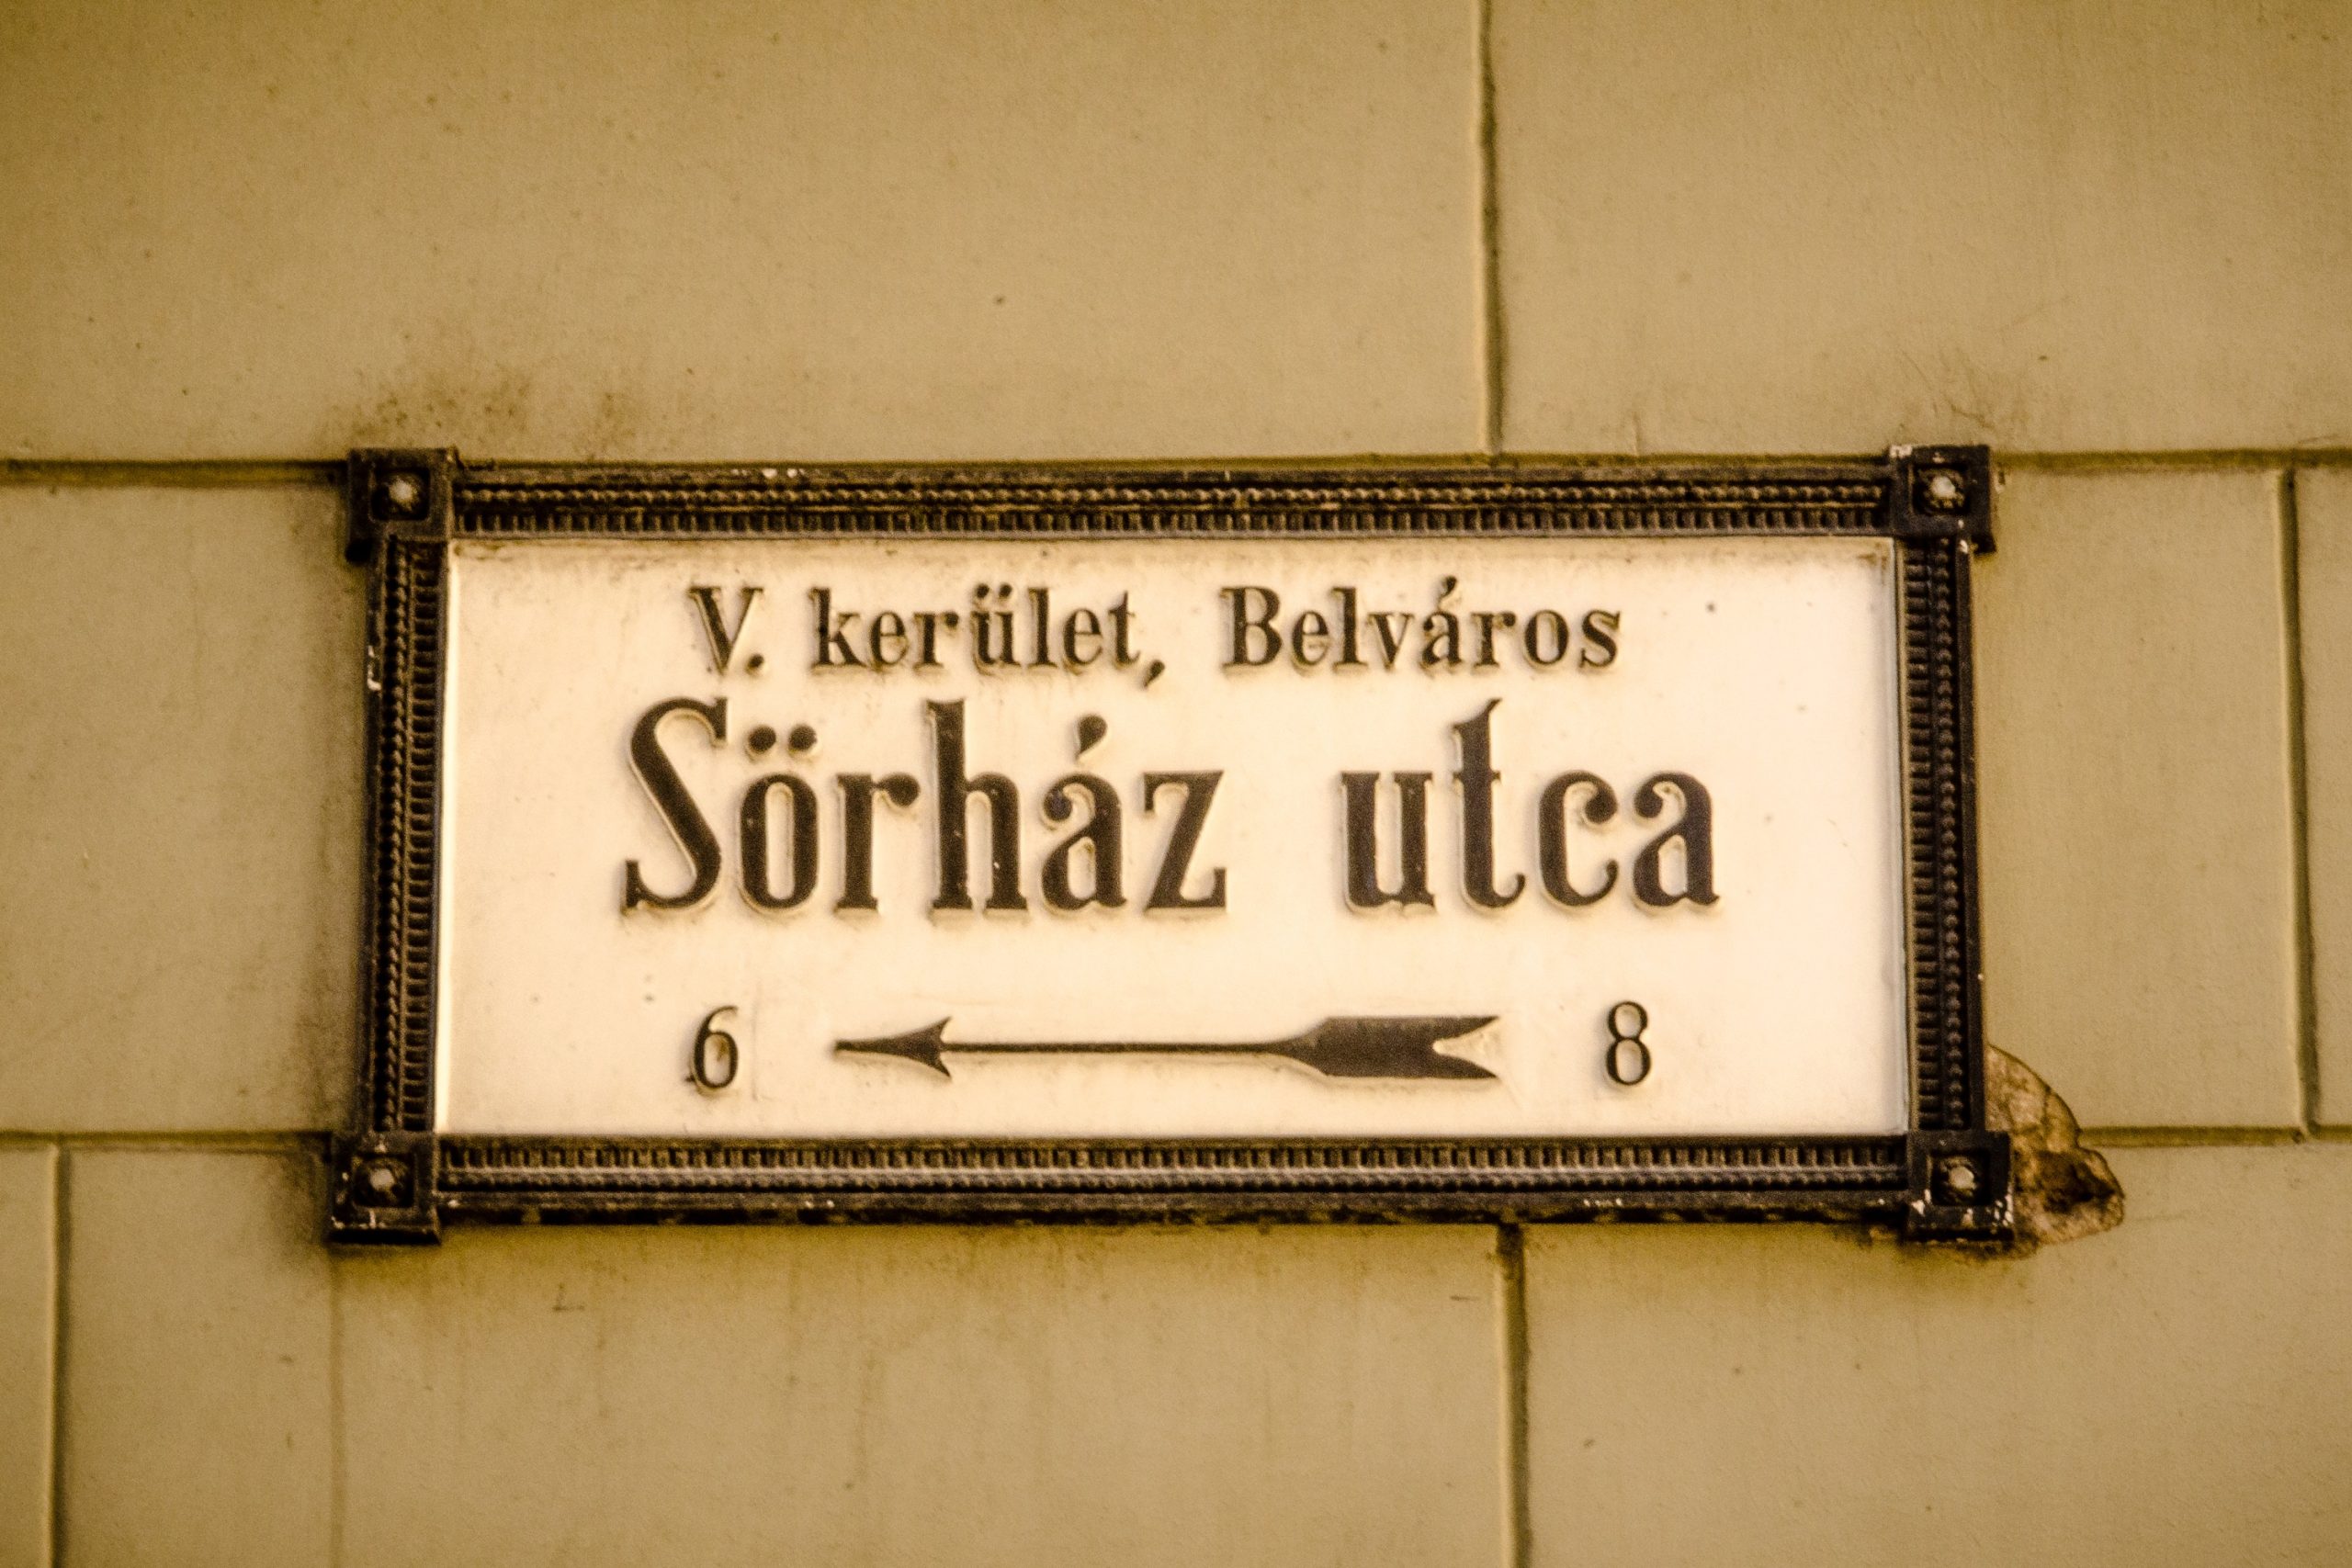 V. kerület, Belváros
Sörház utca
6 8